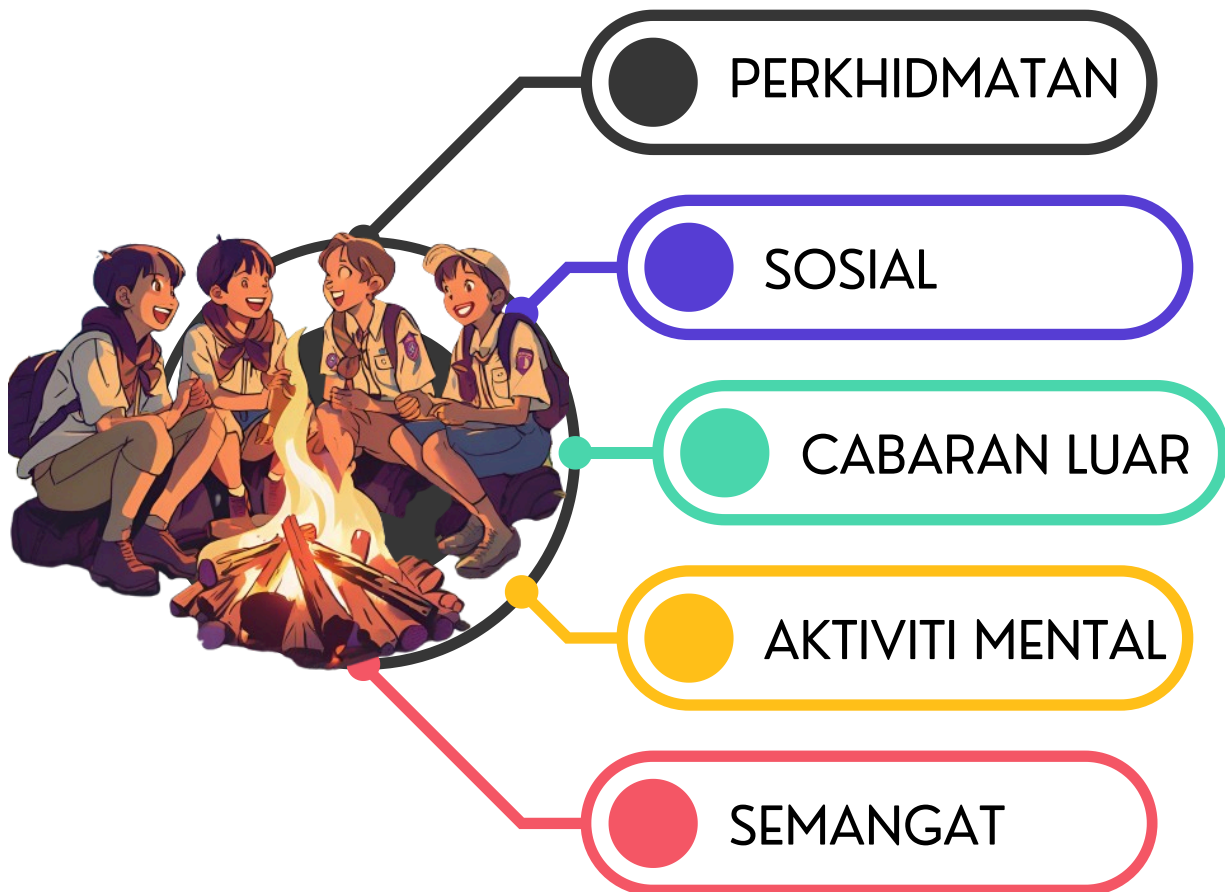 PERKHIDMATAN
SOSIAL
CABARAN LUAR
AKTIVITI MENTAL
SEMANGAT